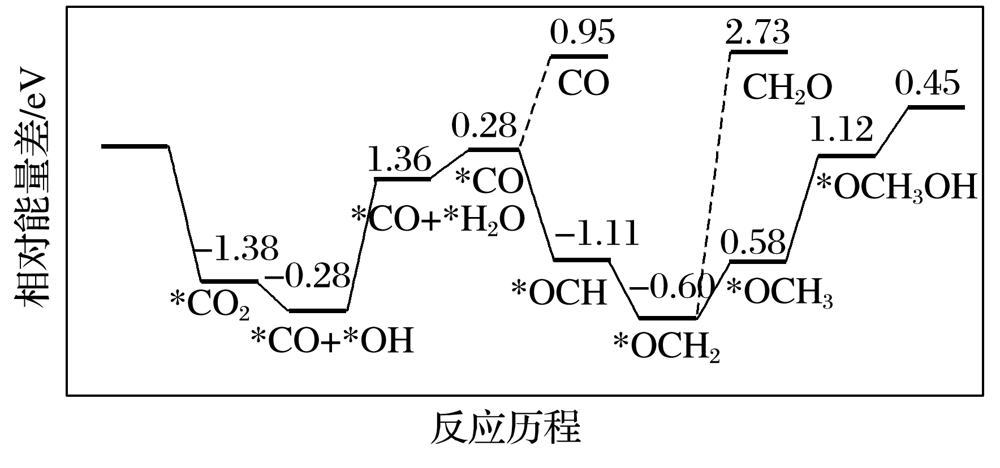 相对能量差/eV
−1.38
*CO₂
−0.28
*CO+*OH
1.36
*CO+*H₂O
0.28
*CO
0.95
CO
−1.11
*OCH
−0.60
*OCH₂
2.73
CH₂O
0.58
*OCH₃
1.12
*OCH₃OH
0.45
反应历程